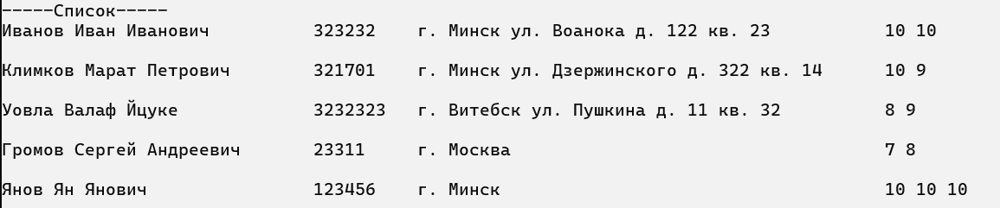 -----Список-----
Иванов Иван Иванович 323232 г. Минск ул. Воанока д. 122 кв. 23 10 10
Климков Марат Петрович 321701 г. Минск ул. Дзержинского д. 322 кв. 14 10 9
Уовла Валаф Йцуке 3232323 г. Витебск ул. Пушкина д. 11 кв. 32 8 9
Громов Сергей Андреевич 23311 г. Москва 7 8
Янов Ян Янович 123456 г. Минск 10 10 10